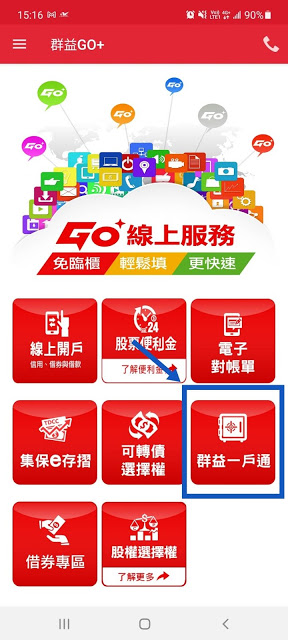 15:16
90%
群益GO+
GO+
GO+
GO+
GO+
GO+
GO+ 線上服務
免臨櫃 輕鬆填 更快速
線上開戶
信用、借券與借款
24
股票便利金
了解便利金
電子
對帳單
TDCC
集保e存摺
可轉債
選擇權
群益一戶通
借券專區
股權選擇權
了解更多